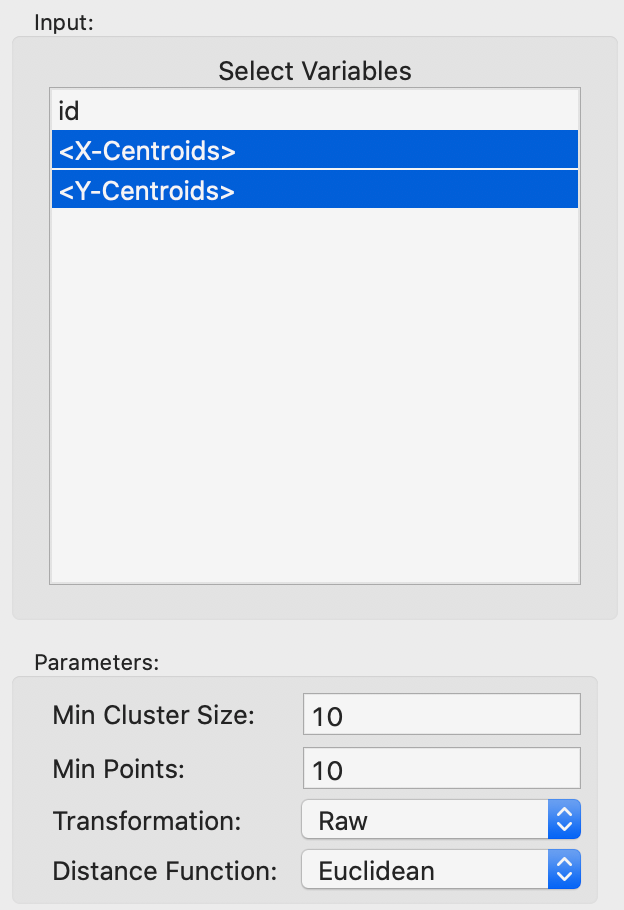 Input:
Select Variables
id
<X-Centroids>
<Y-Centroids>
Parameters:
Min Cluster Size: 10
Min Points: 10
Transformation: Raw
Distance Function: Euclidean